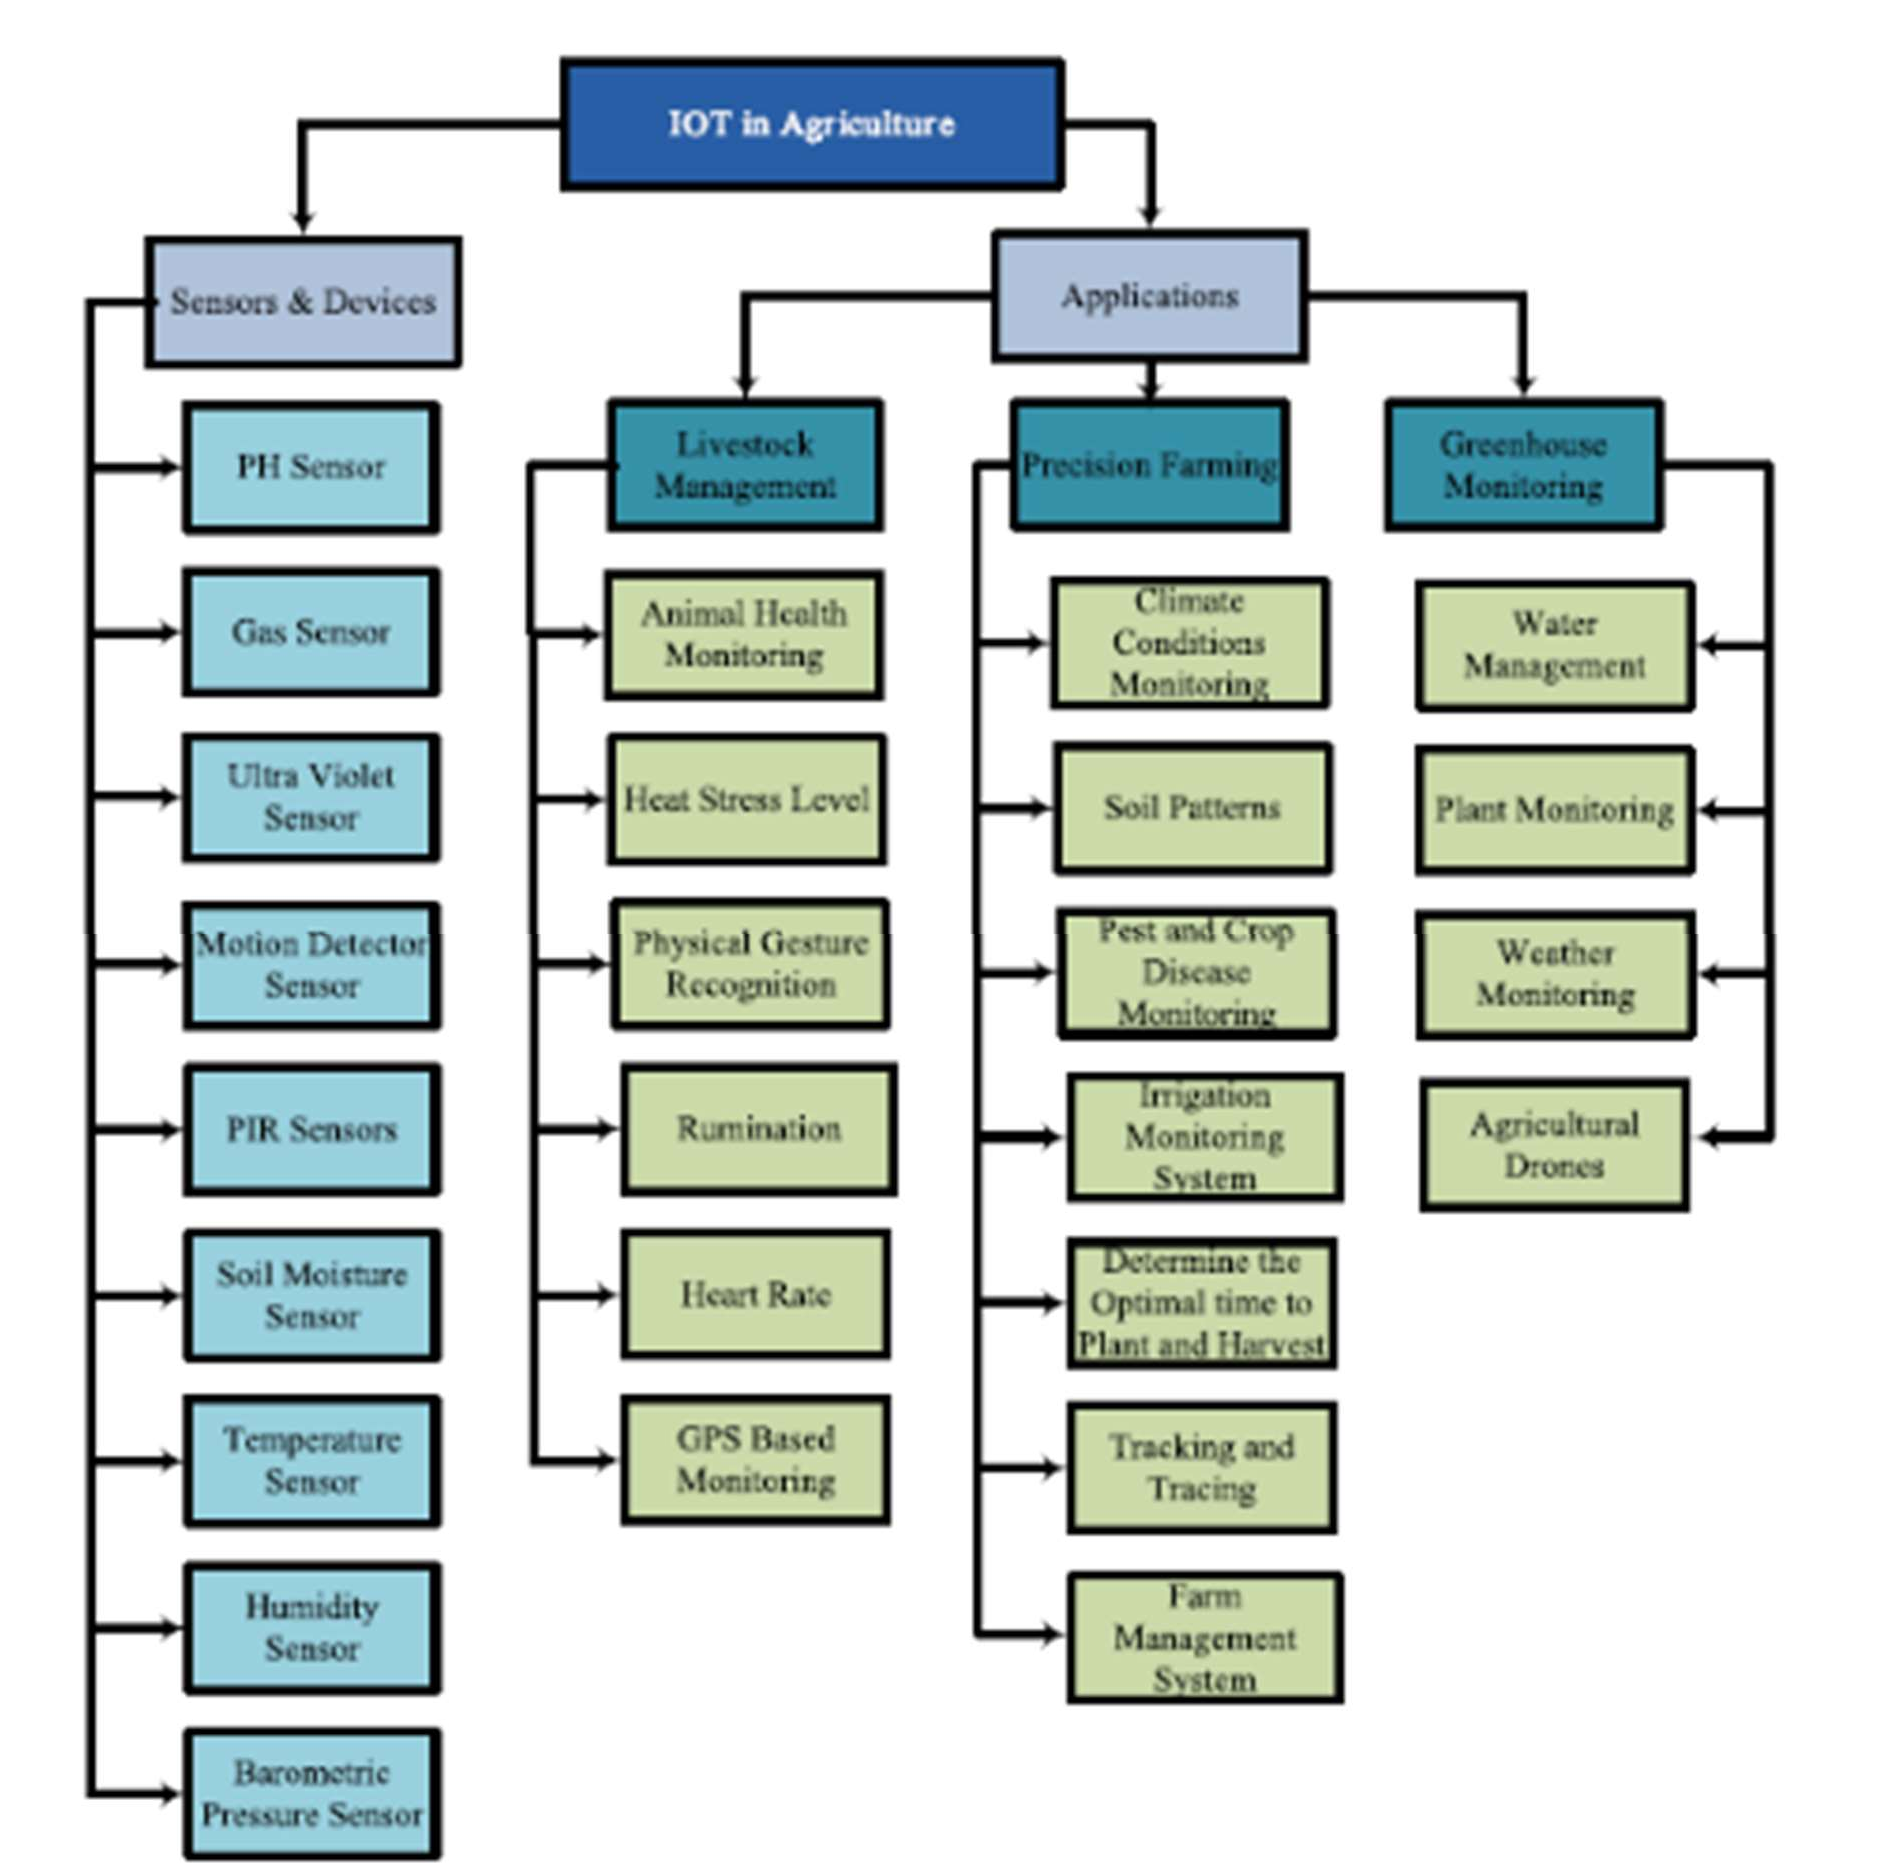 IOT in Agriculture
Sensors & Devices
Applications
PH Sensor
Gas Sensor
Ultra Violet
Sensor
Motion Detector
Sensor
PIR Sensors
Soil Moisture
Sensor
Temperature
Sensor
Humidity
Sensor
Barometric
Pressure Sensor
Livestock
Management
Animal Health
Monitoring
Heat Stress Level
Physical Gesture
Recognition
Rumination
Heart Rate
GPS Based
Monitoring
Precision Farming
Climate
Conditions
Monitoring
Soil Patterns
Pest and Crop
Disease
Monitoring
Irrigation
Monitoring
System
Determine the
Optimal time to
Plant and Harvest
Tracking and
Tracing
Farm
Management
System
Greenhouse
Monitoring
Water
Management
Plant Monitoring
Weather
Monitoring
Agricultural
Drones